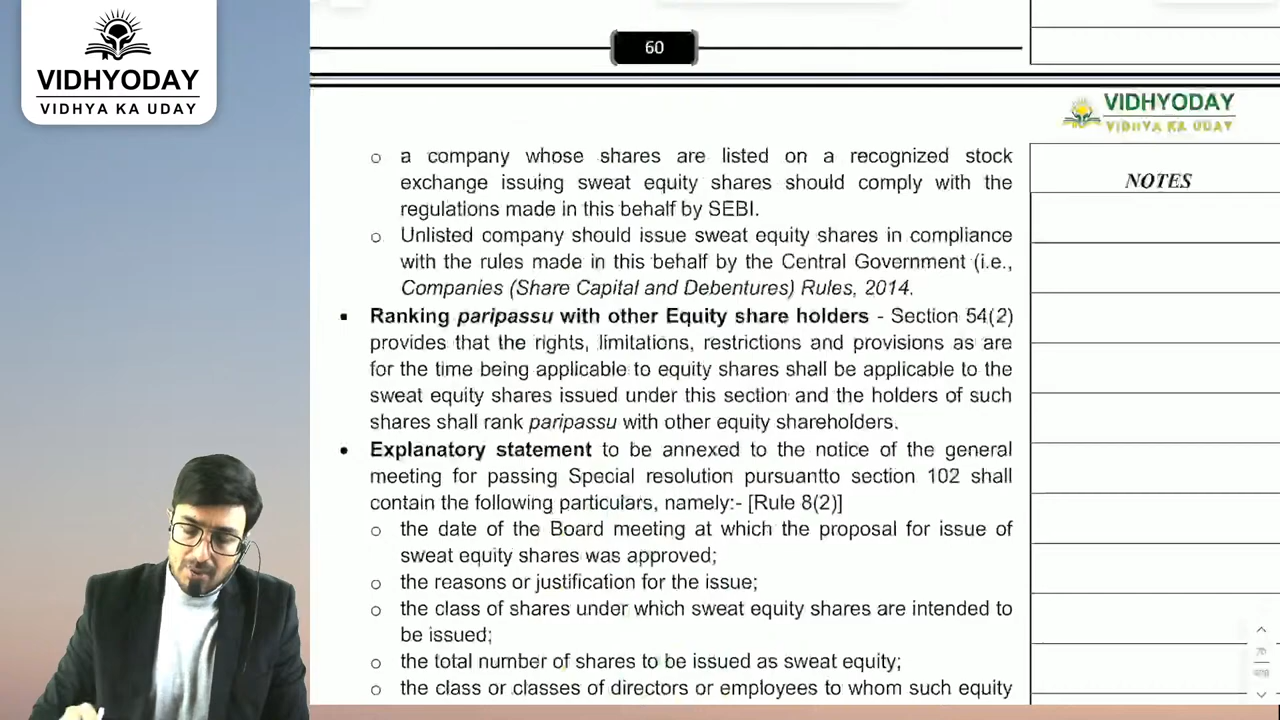 VIDHYODAY
VIDHYA KA UDAY
60
VIDHYODAY
VIDHYA KA UDAY
NOTES
o a company whose shares are listed on a recognized stock
exchange issuing sweat equity shares should comply with the
regulations made in this behalf by SEBI.
o Unlisted company should issue sweat equity shares in compliance
with the rules made in this behalf by the Central Government (i.e.,
Companies (Share Capital and Debentures) Rules, 2014.
▪ Ranking paripassu with other Equity share holders - Section 54(2)
provides that the rights, limitations, restrictions and provisions as are
for the time being applicable to equity shares shall be applicable to the
sweat equity shares issued under this section and the holders of such
shares shall rank paripassu with other equity shareholders.
• Explanatory statement to be annexed to the notice of the general
meeting for passing Special resolution pursuantto section 102 shall
contain the following particulars, namely:- [Rule 8(2)]
o the date of the Board meeting at which the proposal for issue of
sweat equity shares was approved;
o the reasons or justification for the issue;
o the class of shares under which sweat equity shares are intended to
be issued;
o the total number of shares to be issued as sweat equity;
o the class or classes of directors or employees to whom such equity